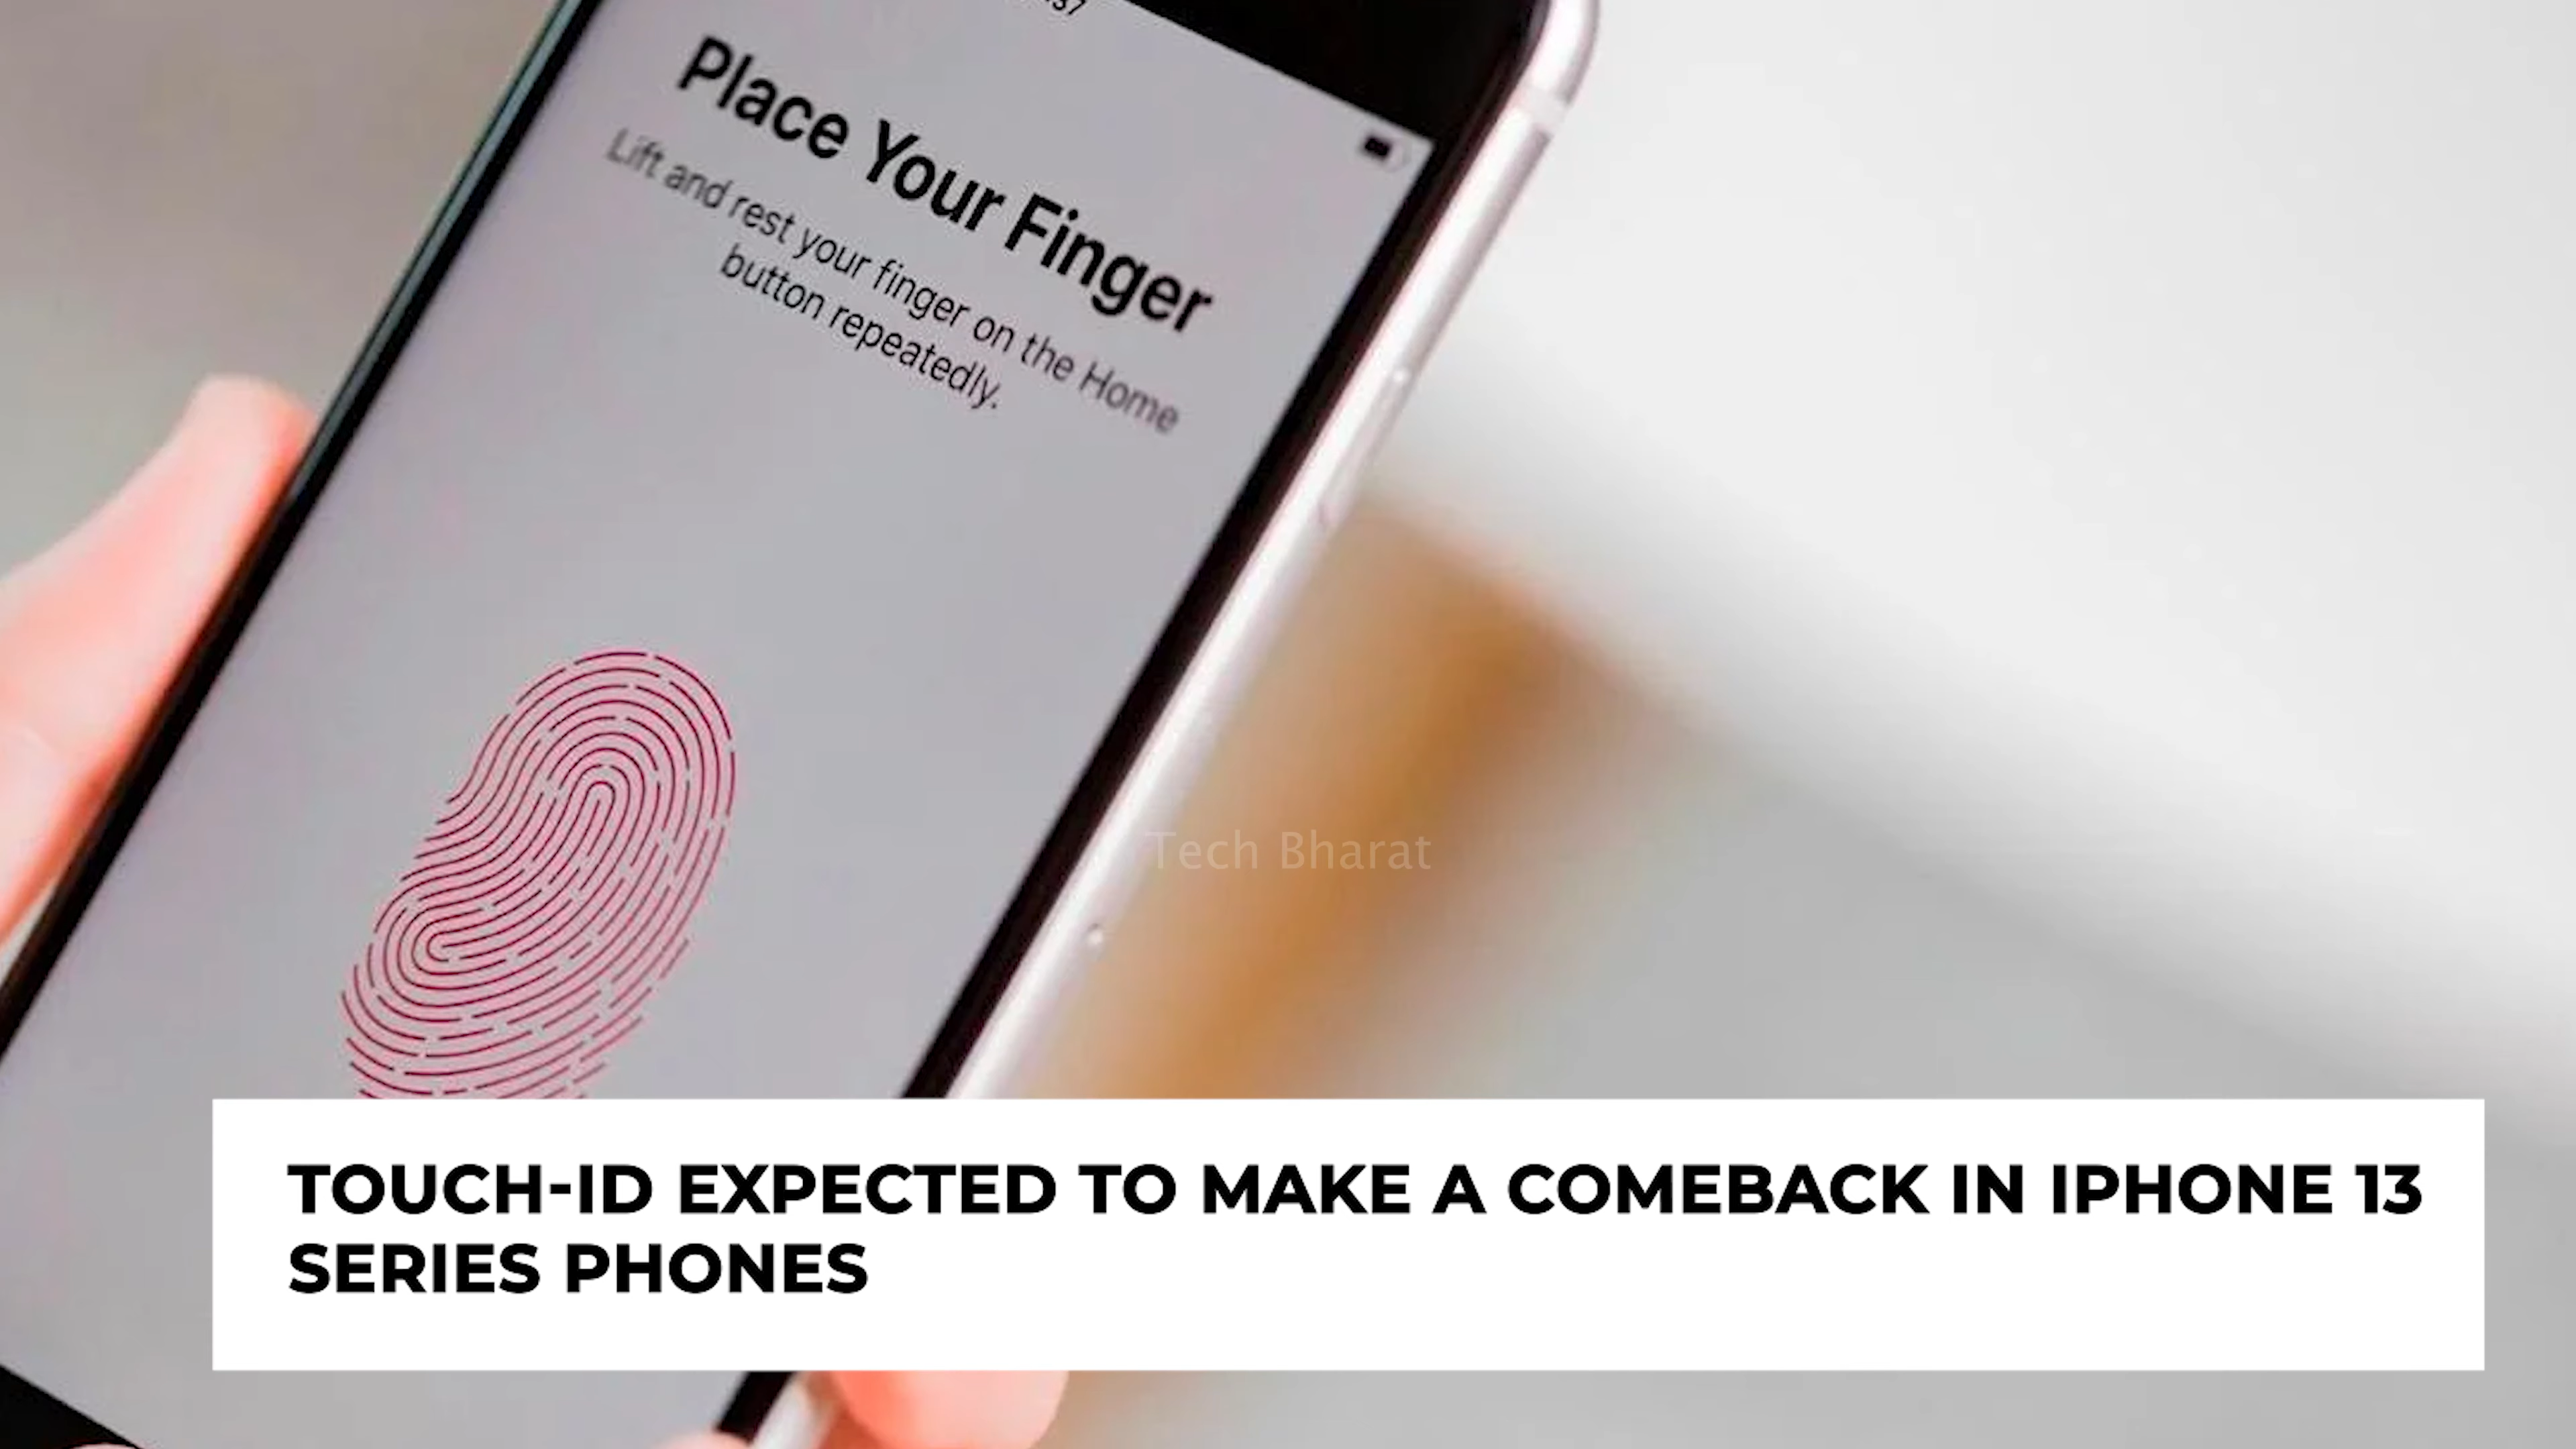 Place Your Finger
Lift and rest your finger on the Home
button repeatedly.
Tech Bharat
TOUCH-ID EXPECTED TO MAKE A COMEBACK IN IPHONE 13
SERIES PHONES